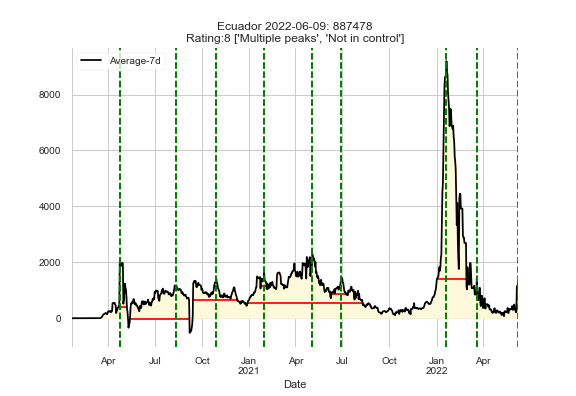 Ecuador 2022-06-09: 887478
Rating:8 ['Multiple peaks', 'Not in control']
Average-7d
8000
6000
4000
2000
0
Apr Jul Oct Jan Apr Jul Oct Jan Apr
2021 2022
Date